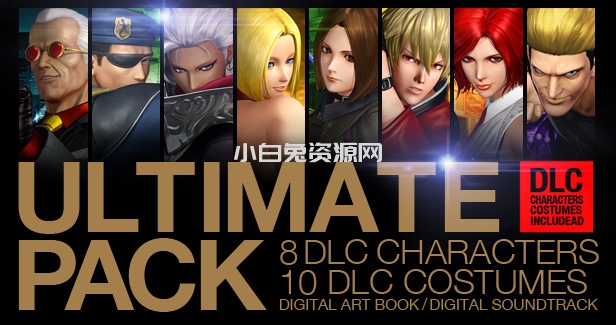 小白兔资源网
ULTIMATE
PACK
DLC
CHARACTERS
COSTUMES
INCLUDEAD
8 DLC CHARACTERS
10 DLC COSTUMES
DIGITAL ART BOOK / DIGITAL SOUNDTRACK